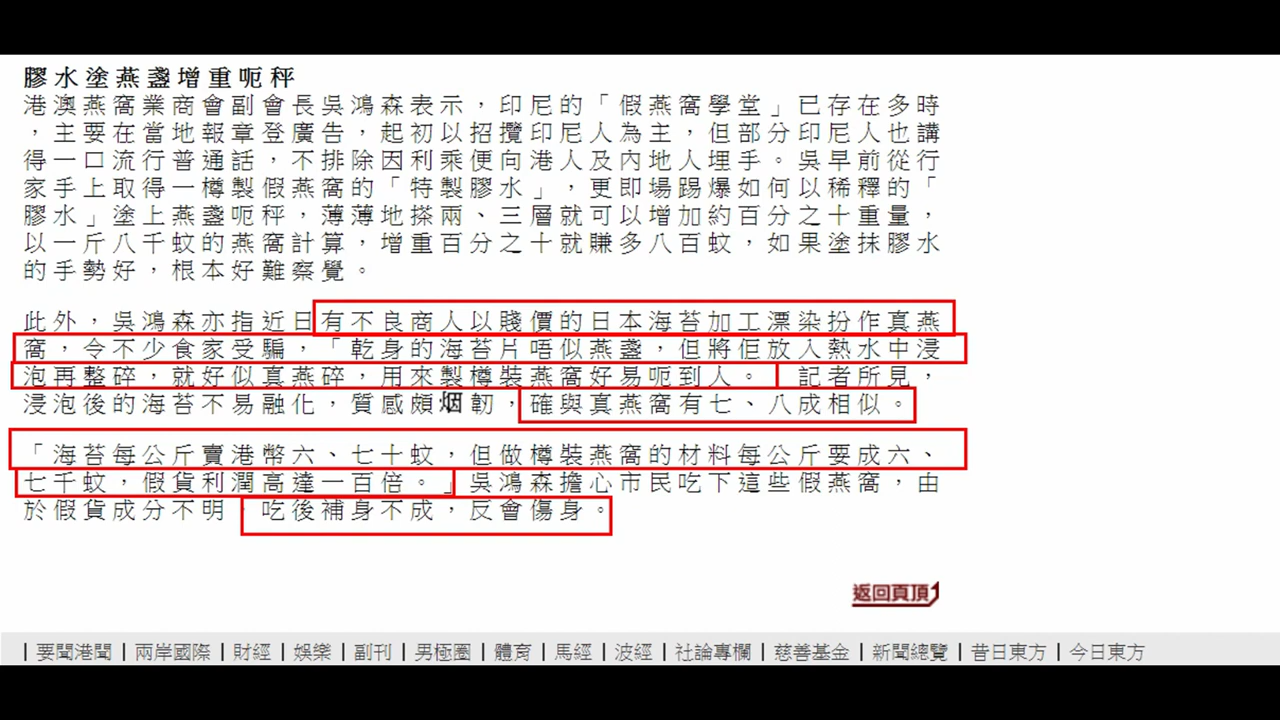 膠水塗燕盞增重呃秤
港澳燕窩業商會副會長吳鴻森表示，印尼的「假燕窩學堂」已存在多時
，主要在當地報章登廣告，起初以招攬印尼人為主，但部分印尼人也講
得一口流行普通話，不排除因利乘便向港人及內地人埋手。吳早前從行
家手上取得一樽製假燕窩的「特製膠水」，更即場踢爆如何以稀釋的「
膠水」塗上燕盞呃秤，薄薄地搽兩、三層就可以增加約百分之十重量，
以一斤八千蚊的燕窩計算，增重百分之十就賺多八百蚊，如果塗抹膠水
的手勢好，根本好難察覺。
此外，吳鴻森亦指近日有不良商人以賤價的日本海苔加工漂染扮作真燕
窩，令不少食家受騙，「乾身的海苔片唔似燕盞，但將佢放入熱水中浸
泡再整碎，就好似真燕碎，用來製樽裝燕窩好易呃到人。 記者所見，
浸泡後的海苔不易融化，質感頗烟韌，確與真燕窩有七、八成相似。
「海苔每公斤賣港幣六、七十蚊，但做樽裝燕窩的材料每公斤要成六、
七千蚊，假貨利潤高達一百倍。」吳鴻森擔心市民吃下這些假燕窩，由
於假貨成分不明，吃後補身不成，反會傷身。
返回頁頂
| 要聞港聞 | 兩岸國際 | 財經 | 娛樂 | 副刊 | 男極圈 | 體育 | 馬經 | 波經 | 社論專欄 | 慈善基金 | 新聞總覽 | 昔日東方 | 今日東方